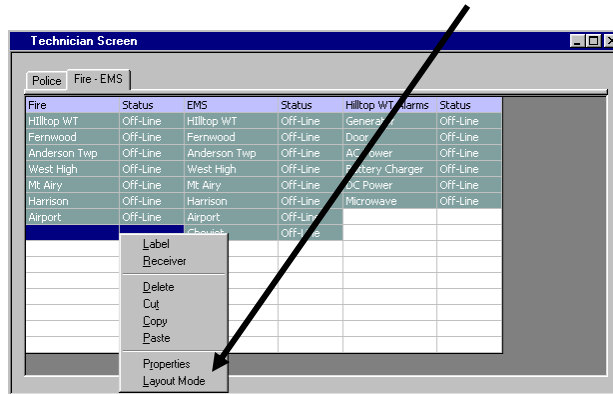 Technician Screen
Police Fire - EMS
Fire Status EMS Status Hilltop WT Alarms Status
HIlltop WT Off-Line HIlltop WT Off-Line Generator Off-Line
Fernwood Off-Line Fernwood Off-Line Door Off-Line
Anderson Twp Off-Line Anderson Twp Off-Line AC Power Off-Line
West High Off-Line West High Off-Line Battery Charger Off-Line
Mt Airy Off-Line Mt Airy Off-Line DC Power Off-Line
Harrison Off-Line Harrison Off-Line Microwave Off-Line
Airport Off-Line Airport Off-Line
Cheviot Off-Line
Label
Receiver
Delete
Cut
Copy
Paste
Properties
Layout Mode